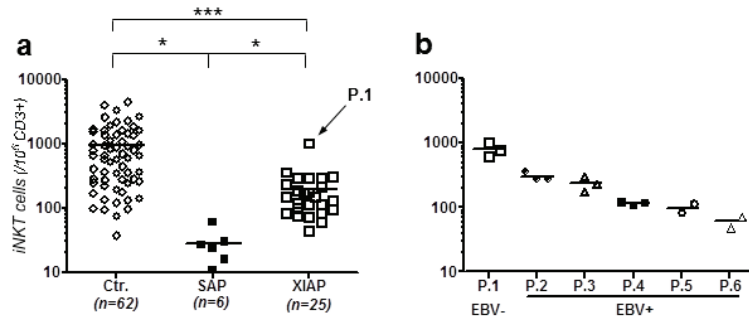 ***
a
*
*
b
iNKT cells (/10⁶ CD3+)
10000
1000
100
10
P.1
Ctr.
SAP
XIAP
(n=62)
(n=6)
(n=25)
10000
1000
100
10
P.1
P.2
P.3
P.4
P.5
P.6
EBV-
EBV+